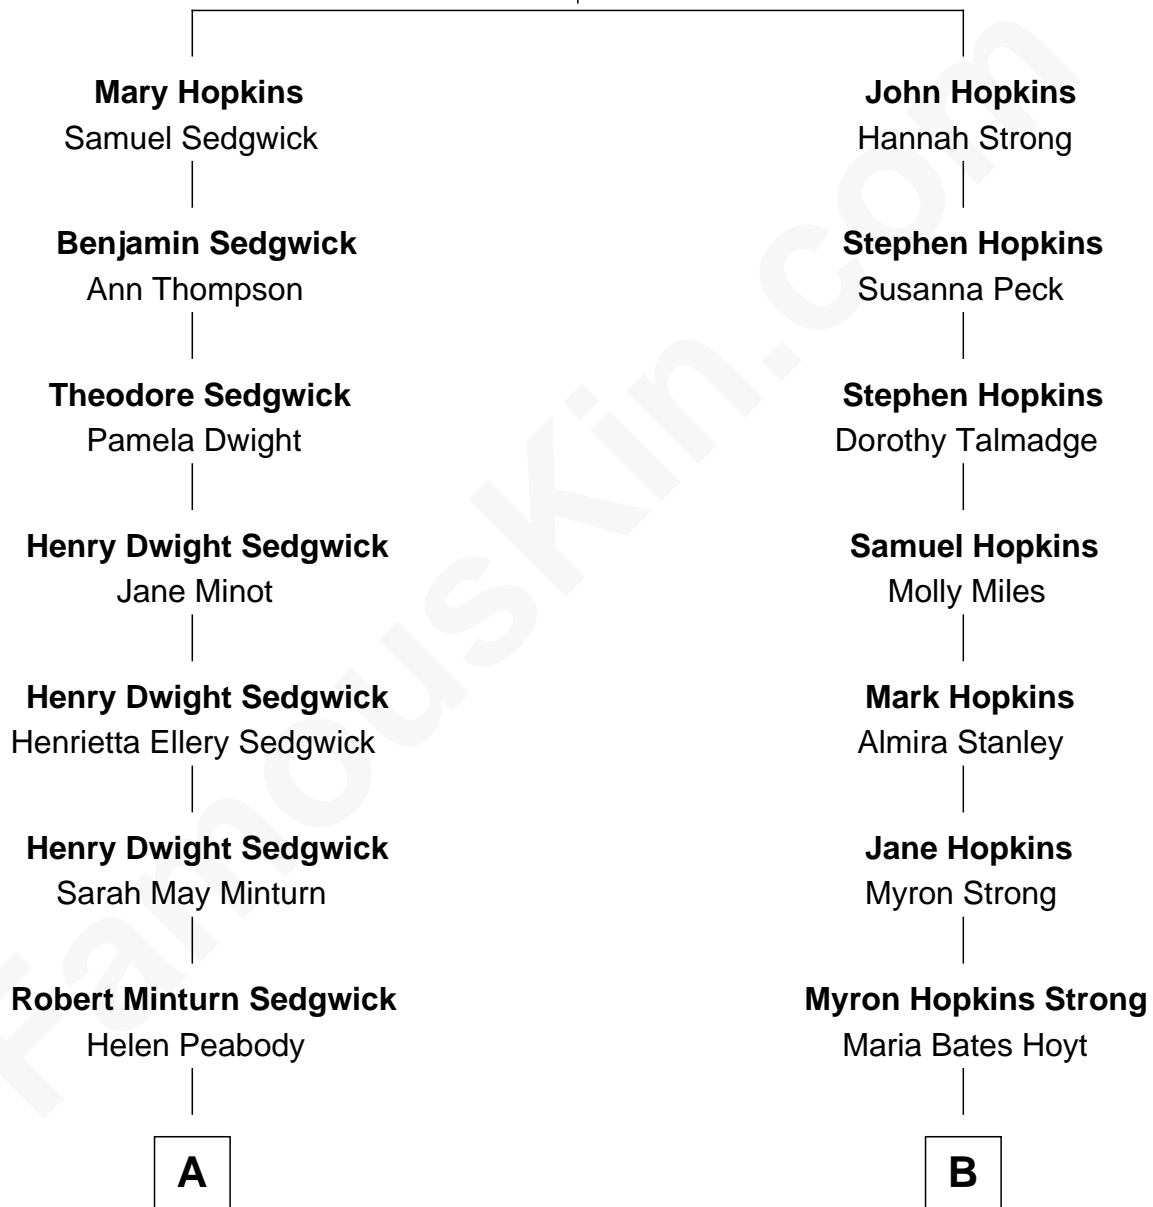 Mary Hopkins
Samuel Sedgwick
Benjamin Sedgwick
Ann Thompson
Theodore Sedgwick
Pamela Dwight
Henry Dwight Sedgwick
Jane Minot
Henry Dwight Sedgwick
Henrietta Ellery Sedgwick
Henry Dwight Sedgwick
Sarah May Minturn
Robert Minturn Sedgwick
Helen Peabody
A
John Hopkins
Hannah Strong
Stephen Hopkins
Susanna Peck
Stephen Hopkins
Dorothy Talmadge
Samuel Hopkins
Molly Miles
Mark Hopkins
Almira Stanley
Jane Hopkins
Myron Strong
Myron Hopkins Strong
Maria Bates Hoyt
B
FamousKin.com